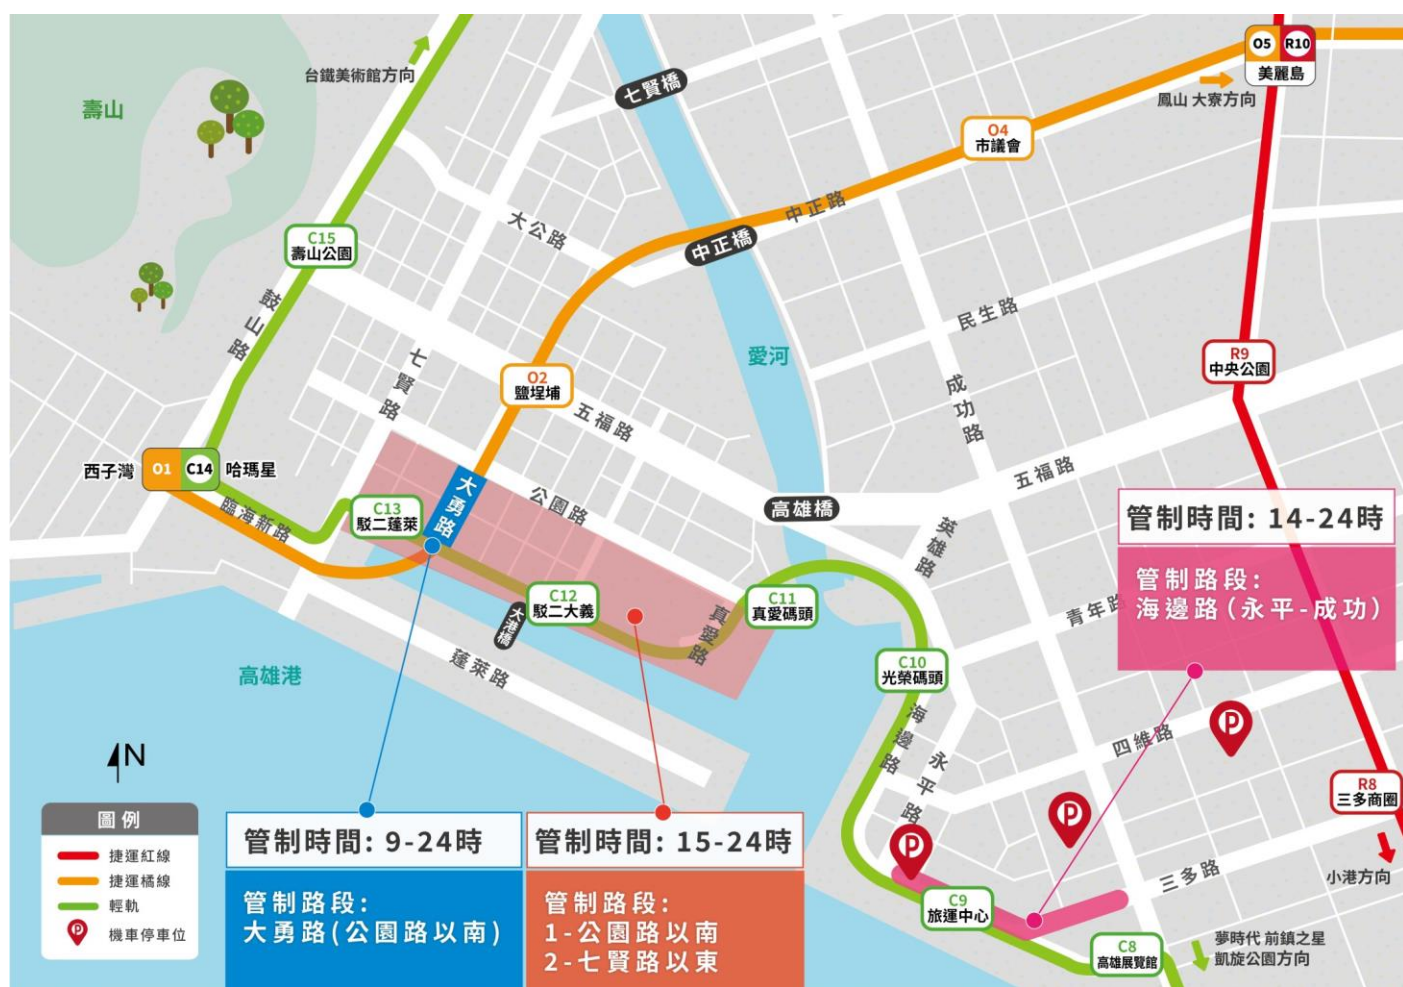 台鐵美術館方向
壽山
七賢橋
O5 R10
美麗島
鳳山 大寮方向
O4
市議會
中正路
中正橋
大公路
C15
壽山公園
鼓山路
民生路
愛河
七賢路
O2
鹽埕埔
五福路
成功路
R9
中央公園
五福路
西子灣
O1 C14
哈瑪星
臨海新路
C13
駁二蓬萊
大勇路
公園路
高雄橋
英雄路
管制時間: 14-24時
管制路段:
海邊路(永平-成功)
青年路
C12
駁二大義
大港橋
真愛路
C11
真愛碼頭
蓬萊路
高雄港
C10
光榮碼頭
海邊路
永平路
四維路
R8
三多商圈
小港方向
三多路
C9
旅運中心
C8
高雄展覽館
夢時代 前鎮之星
凱旋公園方向
N
圖例
捷運紅線
捷運橘線
輕軌
機車停車位
管制時間: 9-24時
管制路段:
大勇路(公園路以南)
管制時間: 15-24時
管制路段:
1-公園路以南
2-七賢路以東